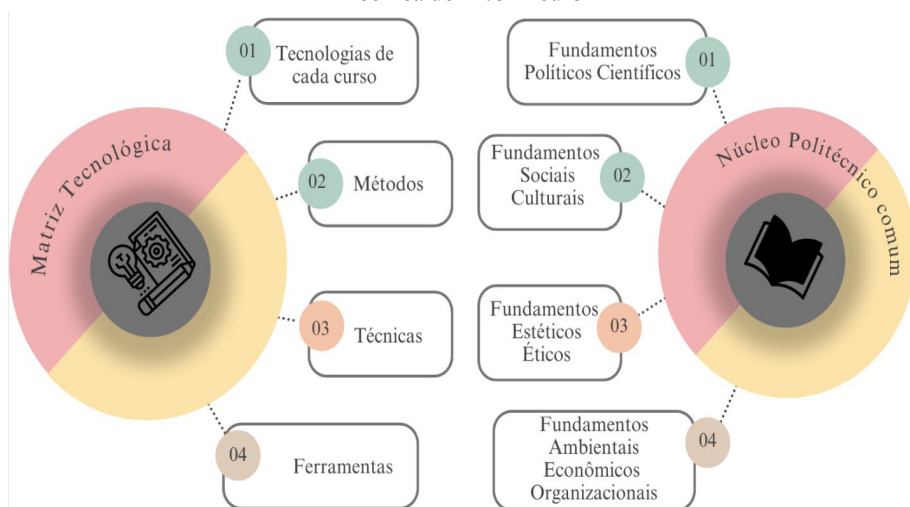 Matriz Tecnológica
01
Tecnologias de
cada curso
02
Métodos
03
Técnicas
04
Ferramentas
Núcleo Politécnico comum
01
Fundamentos
Políticos Científicos
02
Fundamentos
Sociais
Culturais
03
Fundamentos
Estéticos
Éticos
04
Fundamentos
Ambientais
Econômicos
Organizacionais